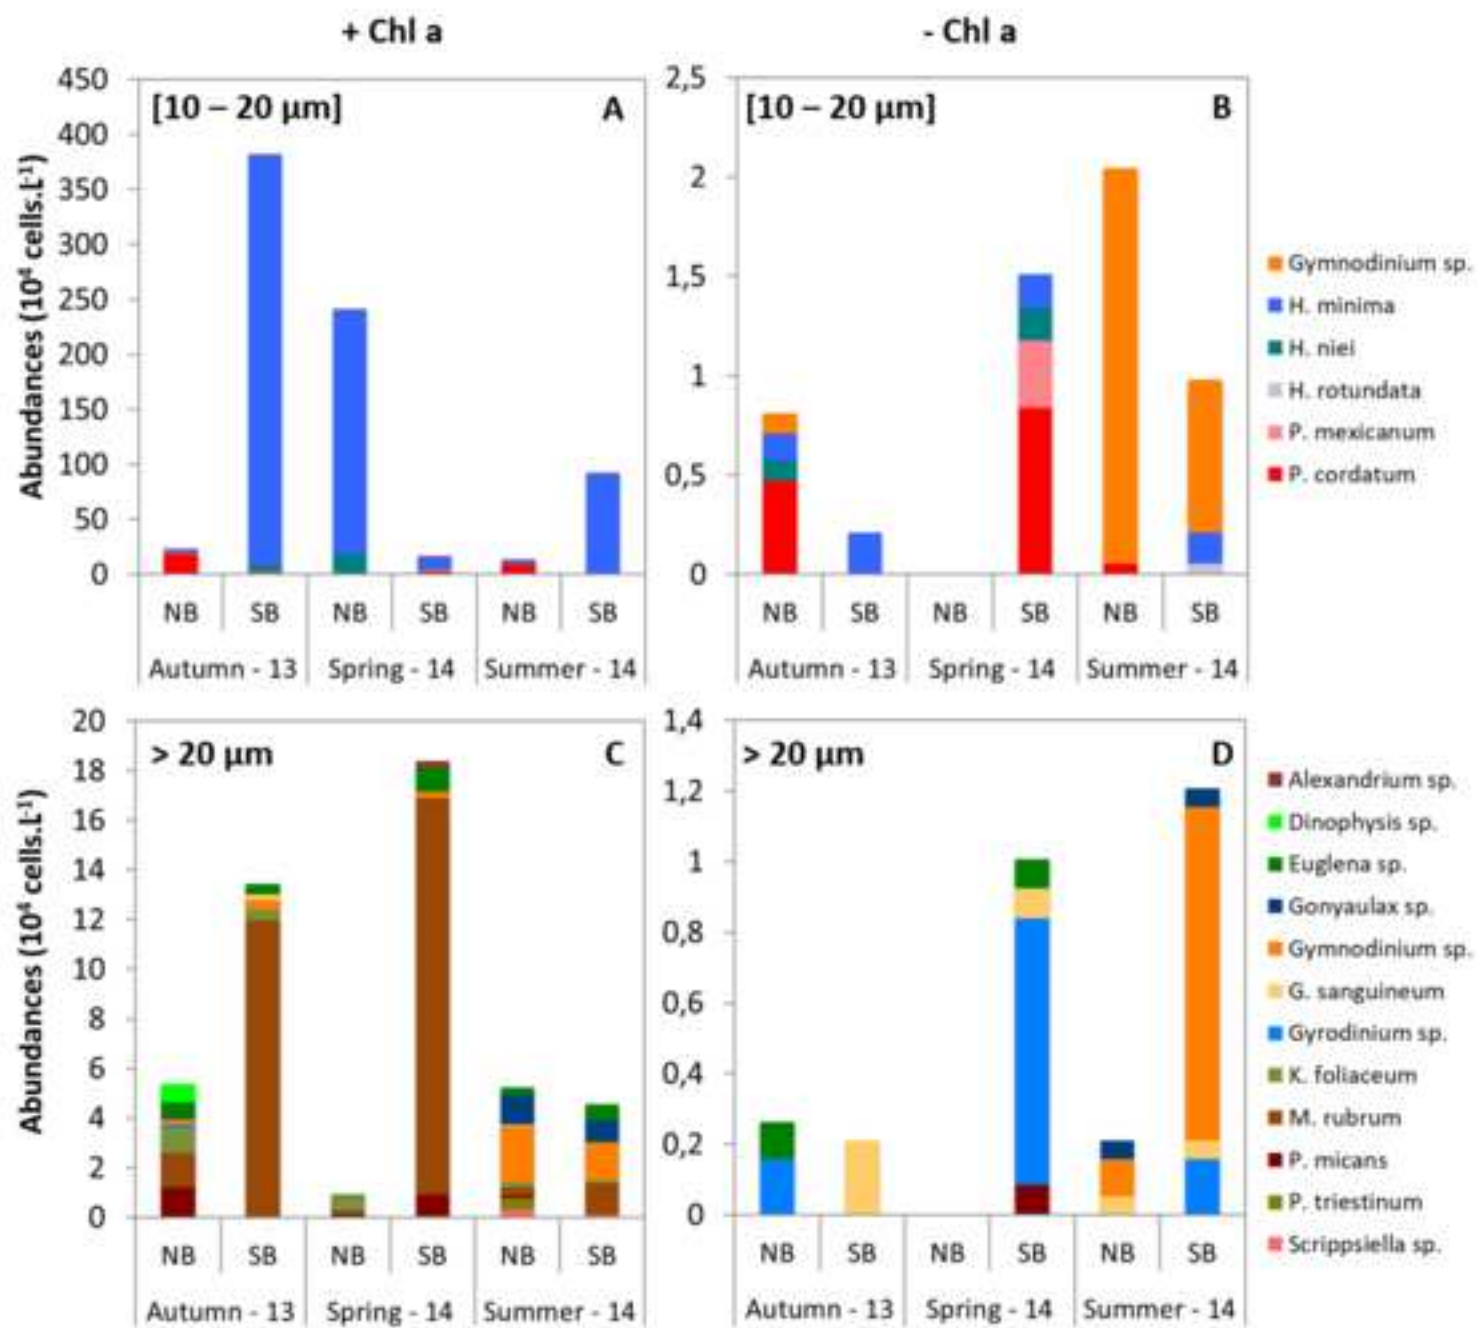 + Chl a
- Chl a
Abundances (10⁴ cells.L⁻¹)
450
400
350
300
250
200
150
100
50
0
[10 – 20 µm]
A
NB SB NB SB NB SB
Autumn - 13 Spring - 14 Summer - 14
2,5
2
1,5
1
0,5
0
[10 – 20 µm]
B
NB SB NB SB NB SB
Autumn - 13 Spring - 14 Summer - 14
Gymnodinium sp.
H. minima
H. niei
H. rotundata
P. mexicanum
P. cordatum
Abundances (10⁴ cells.L⁻¹)
20
18
16
14
12
10
8
6
4
2
0
> 20 µm
C
NB SB NB SB NB SB
Autumn - 13 Spring - 14 Summer - 14
1,4
1,2
1
0,8
0,6
0,4
0,2
0
> 20 µm
D
NB SB NB SB NB SB
Autumn - 13 Spring - 14 Summer - 14
Alexandrium sp.
Dinophysis sp.
Euglena sp.
Gonyaulax sp.
Gymnodinium sp.
G. sanguineum
Gyrodinium sp.
K. foliaceum
M. rubrum
P. micans
P. triestinum
Scrippsiella sp.